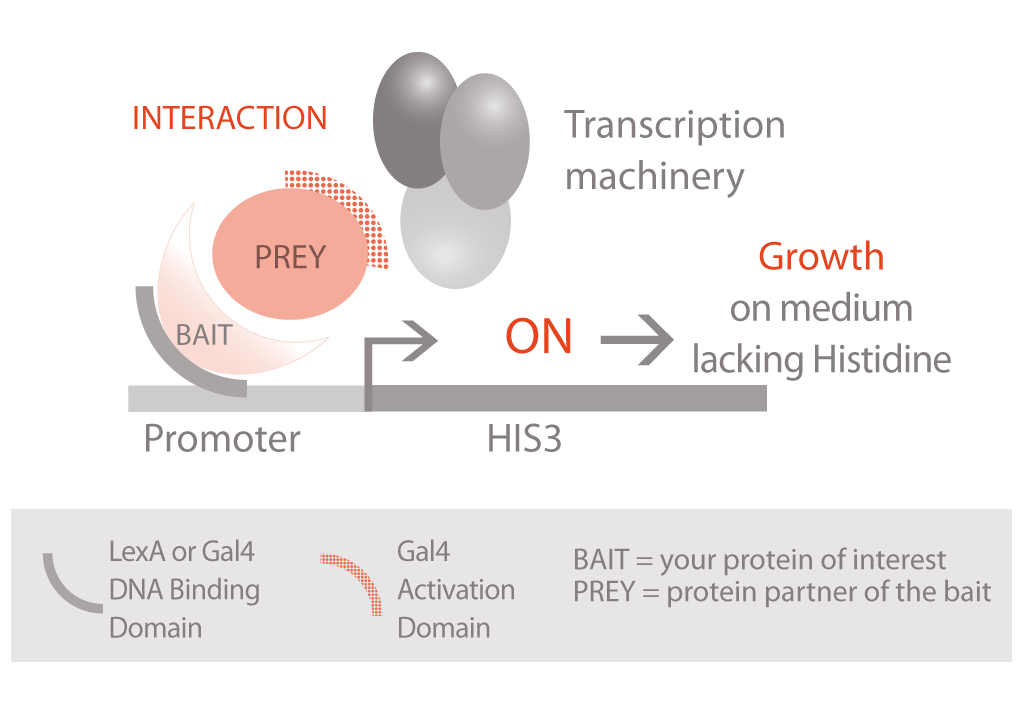 INTERACTION
Transcription
machinery
PREY
BAIT
Growth
on medium
lacking Histidine
ON
Promoter
HIS3
LexA or Gal4
DNA Binding
Domain
Gal4
Activation
Domain
BAIT = your protein of interest
PREY = protein partner of the bait